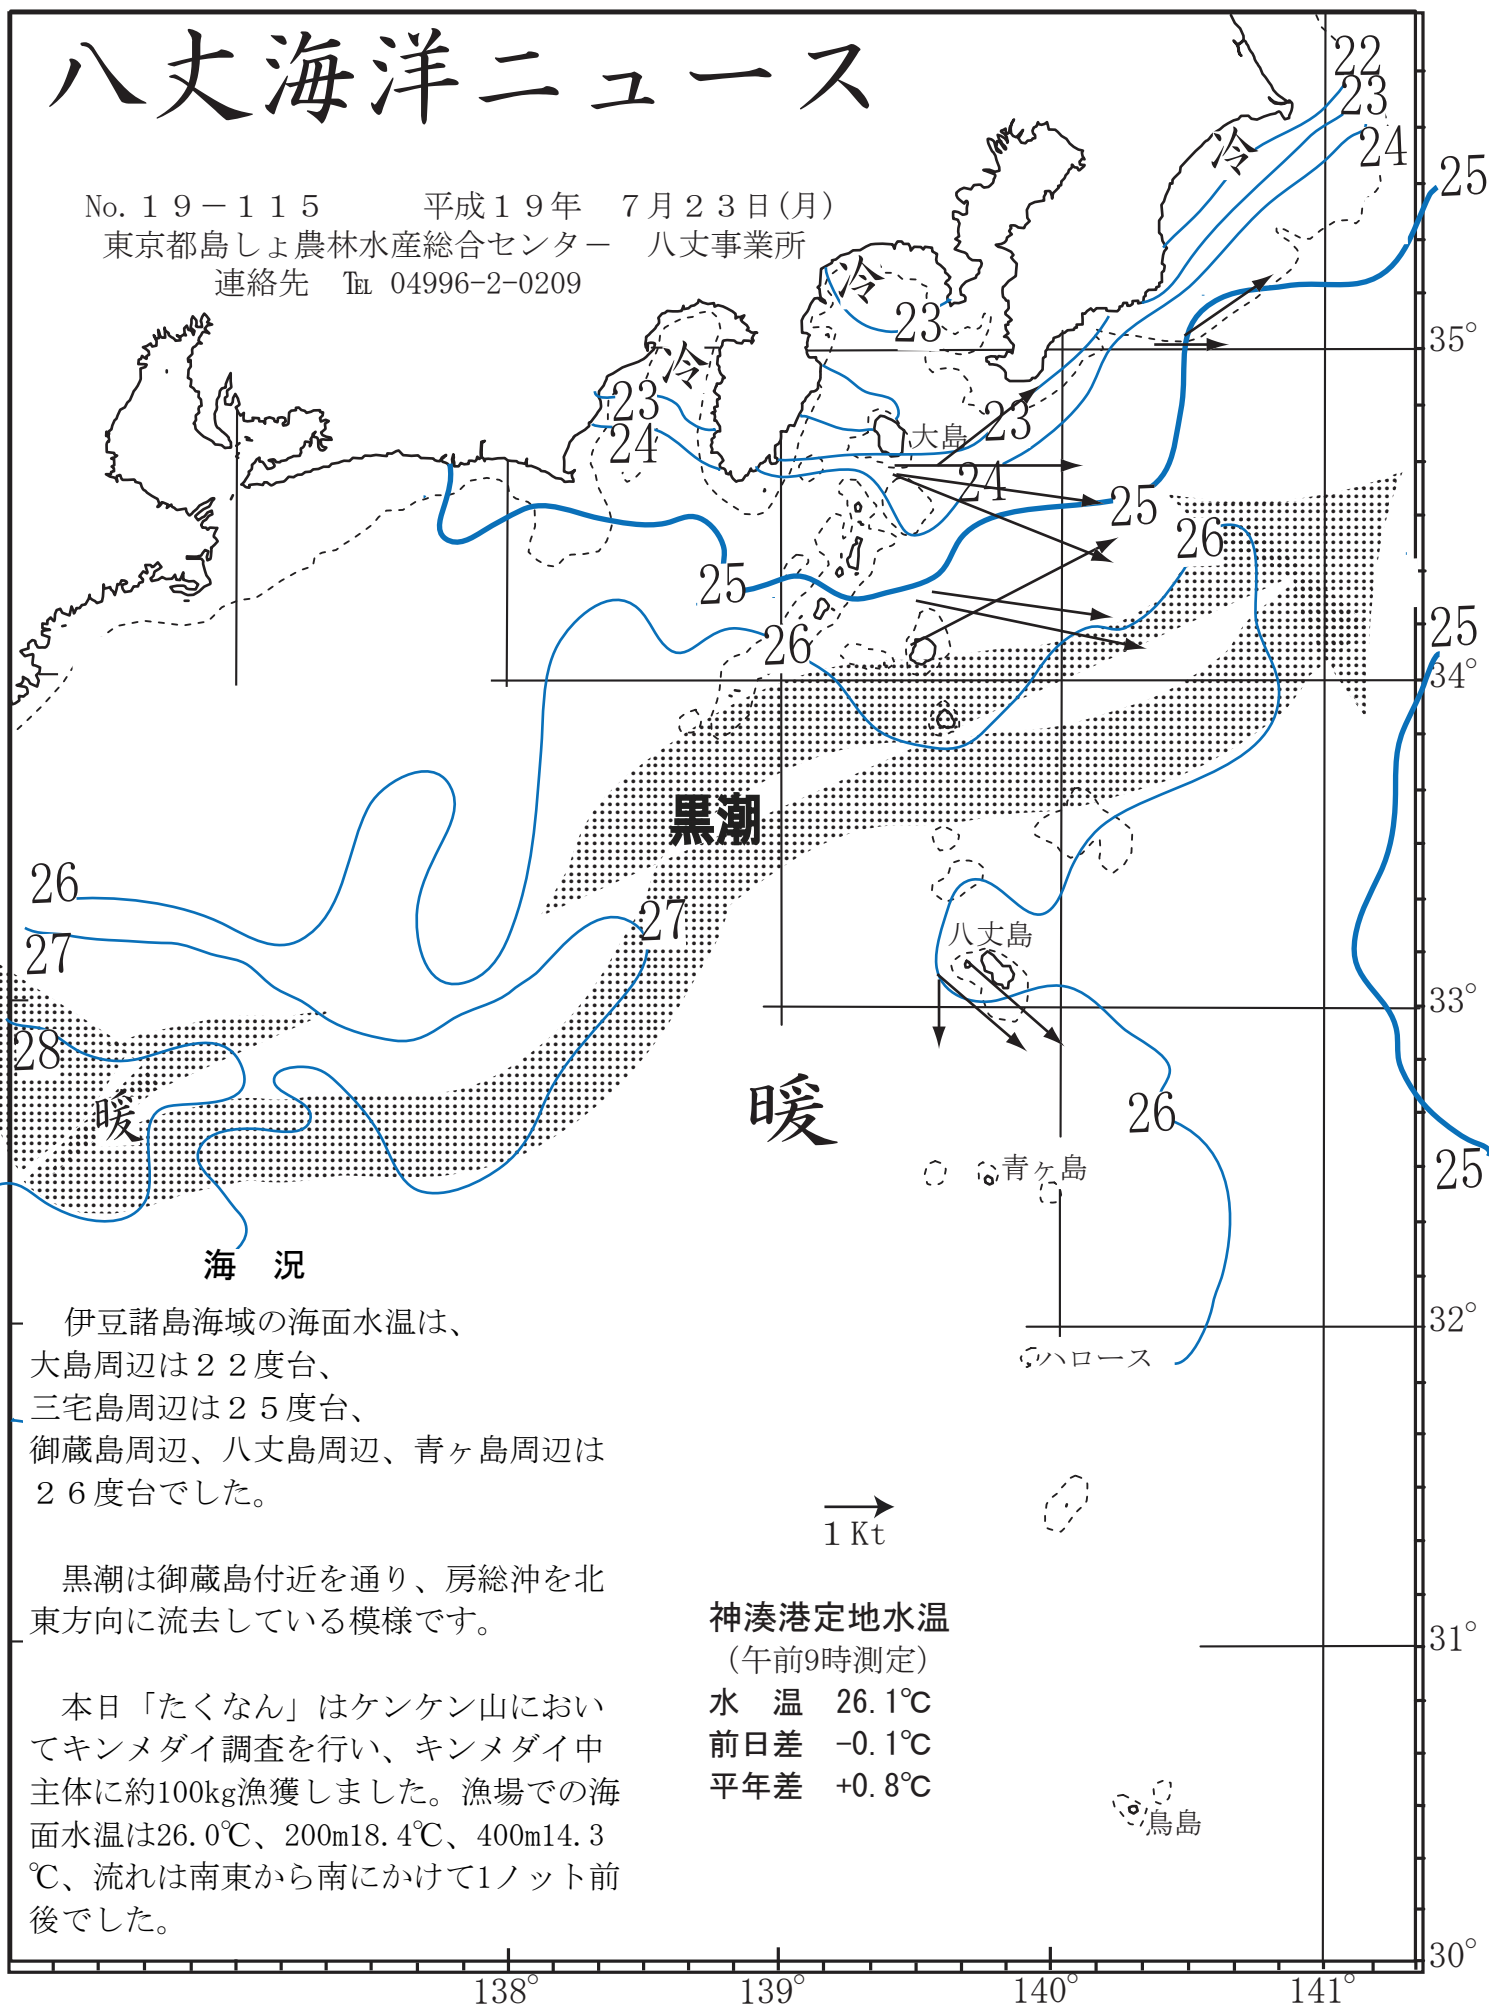 八丈海洋ニュース
No.１９－１１５　平成１９年　７月２３日(月)
東京都島しょ農林水産総合センター　八丈事業所
連絡先　℡ 04996-2-0209
22
23
24
25
冷
冷
23
35°
冷
23
24
大島
23
24
25
26
25
26
25
34°
黒潮
26
27
27
八丈島
33°
28
暖
暖
26
青ヶ島
25
32°
ハロース
海　況
伊豆諸島海域の海面水温は、
大島周辺は２２度台、
三宅島周辺は２５度台、
御蔵島周辺、八丈島周辺、青ヶ島周辺は
２６度台でした。
黒潮は御蔵島付近を通り、房総沖を北
東方向に流去している模様です。
本日「たくなん」はケンケン山におい
てキンメダイ調査を行い、キンメダイ中
主体に約100kg漁獲しました。漁場での海
面水温は26.0℃、200m18.4℃、400m14.3
℃、流れは南東から南にかけて1ノット前
後でした。
1 Kt
神湊港定地水温
（午前9時測定）
水　温　26.1℃
前日差　-0.1℃
平年差　+0.8℃
31°
鳥島
30°
138°
139°
140°
141°